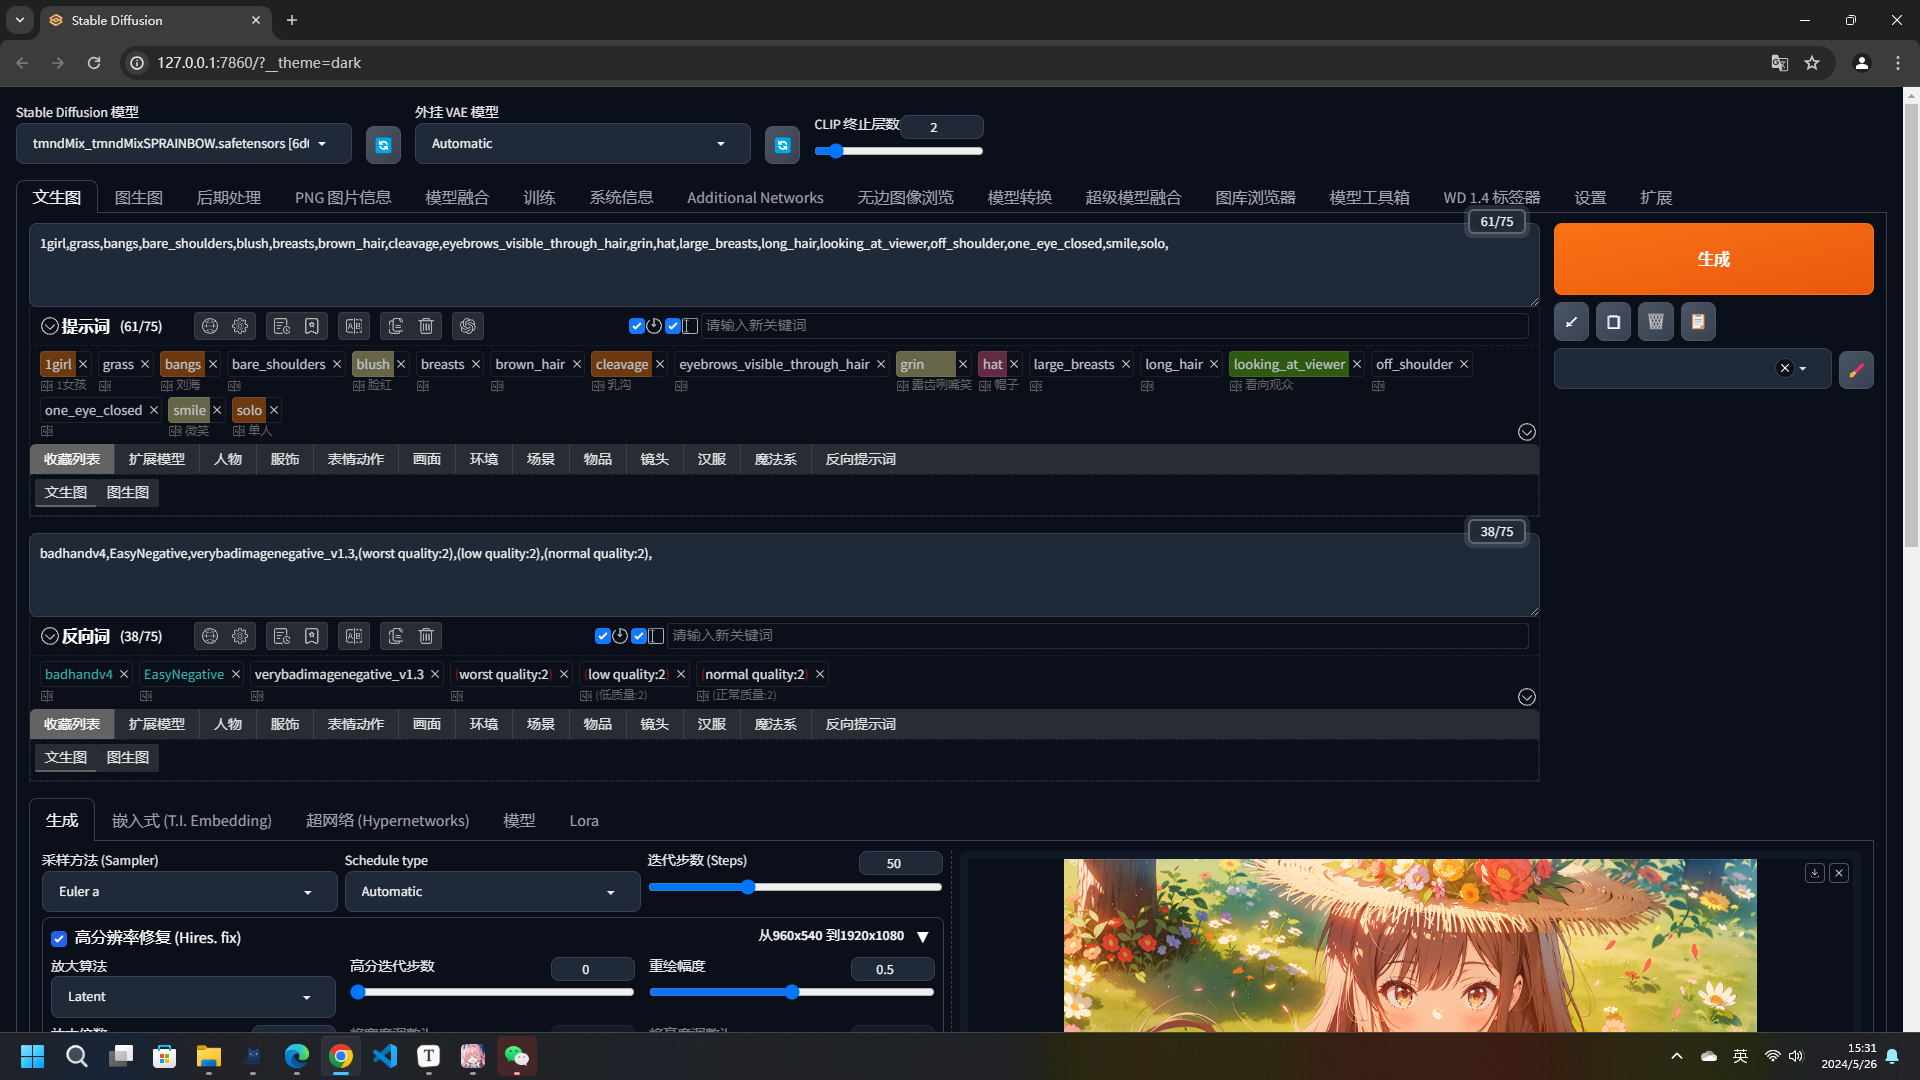 Stable Diffusion
127.0.0.1:7860/?__theme=dark
Stable Diffusion 模型
外挂 VAE 模型
CLIP 终止层数
2
tmndMix_tmndMixSPRAINBOW.safetensors [6d
Automatic
文生图 图生图 后期处理 PNG 图片信息 模型融合 训练 系统信息 Additional Networks 无边图像浏览 模型转换 超级模型融合 图库浏览器 模型工具箱 WD 1.4 标签器 设置 扩展
61/75
1girl,grass,bangs,bare_shoulders,blush,breasts,brown_hair,cleavage,eyebrows_visible_through_hair,grin,hat,large_breasts,long_hair,looking_at_viewer,off_shoulder,one_eye_closed,smile,solo,
生成
提示词 (61/75) 请输入新关键词
1girl × grass × bangs × bare_shoulders × blush × breasts × brown_hair × cleavage × eyebrows_visible_through_hair × grin × hat × large_breasts × long_hair × looking_at_viewer × off_shoulder ×
1女孩 刘海 脸红 乳沟 露齿咧嘴笑 帽子 看向观众
one_eye_closed × smile × solo ×
微笑 单人
收藏列表 扩展模型 人物 服饰 表情动作 画面 环境 场景 物品 镜头 汉服 魔法系 反向提示词
文生图 图生图
38/75
badhandv4,EasyNegative,verybadimagenegative_v1.3,(worst quality:2),(low quality:2),(normal quality:2),
反向词 (38/75) 请输入新关键词
badhandv4 × EasyNegative × verybadimagenegative_v1.3 × (worst quality:2) × (low quality:2) × (normal quality:2) ×
(低质量:2) (正常质量:2)
收藏列表 扩展模型 人物 服饰 表情动作 画面 环境 场景 物品 镜头 汉服 魔法系 反向提示词
文生图 图生图
生成 嵌入式 (T.I. Embedding) 超网络 (Hypernetworks) 模型 Lora
采样方法 (Sampler) Schedule type 迭代步数 (Steps) 50
Euler a Automatic
高分辨率修复 (Hires. fix) 从960x540 到1920x1080
放大算法 高分迭代步数 0 重绘幅度 0.5
Latent
英
15:31
2024/5/26